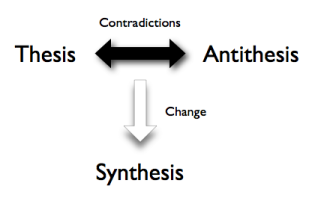 Contradictions
Thesis Antithesis
Change
Synthesis